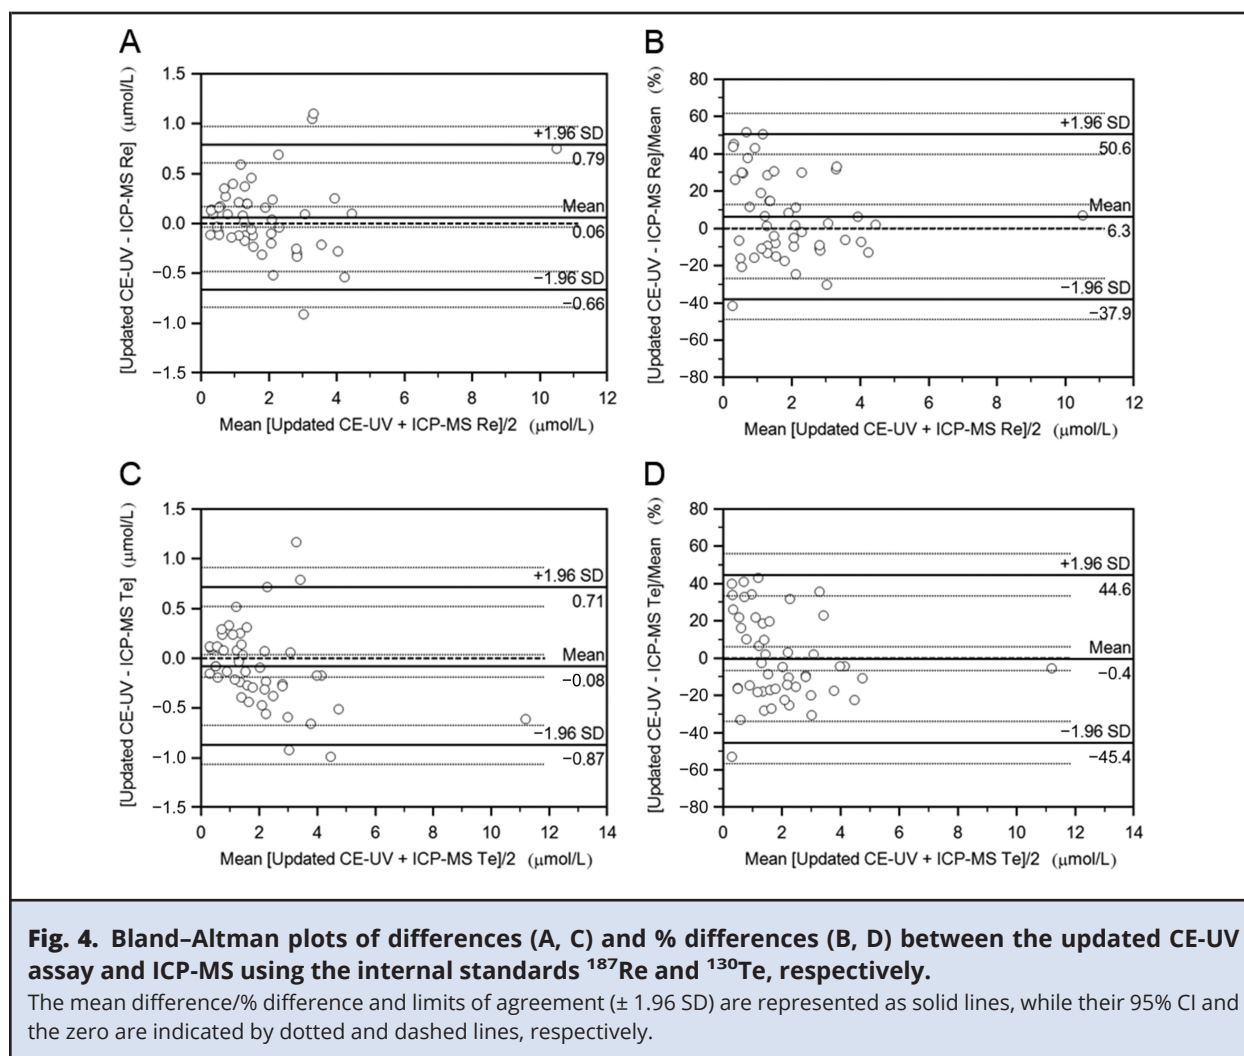 A
[Updated CE-UV - ICP-MS Re] (μmol/L)
1.5
1.0
0.5
0.0
−0.5
−1.0
−1.5
+1.96 SD
0.79
Mean
0.06
−1.96 SD
−0.66
0 2 4 6 8 10 12
Mean [Updated CE-UV + ICP-MS Re]/2 (μmol/L)
B
[Updated CE-UV - ICP-MS Re]/Mean (%)
80
60
40
20
0
−20
−40
−60
−80
+1.96 SD
50.6
Mean
6.3
−1.96 SD
−37.9
0 2 4 6 8 10 12
Mean [Updated CE-UV + ICP-MS Re]/2 (μmol/L)
C
[Updated CE-UV - ICP-MS Te] (μmol/L)
1.5
1.0
0.5
0.0
−0.5
−1.0
−1.5
+1.96 SD
0.71
Mean
−0.08
−1.96 SD
−0.87
0 2 4 6 8 10 12 14
Mean [Updated CE-UV + ICP-MS Te]/2 (μmol/L)
D
[Updated CE-UV - ICP-MS Te]/Mean (%)
80
60
40
20
0
−20
−40
−60
−80
+1.96 SD
44.6
Mean
−0.4
−1.96 SD
−45.4
0 2 4 6 8 10 12 14
Mean [Updated CE-UV + ICP-MS Te]/2 (μmol/L)
Fig. 4. Bland–Altman plots of differences (A, C) and % differences (B, D) between the updated CE-UV
assay and ICP-MS using the internal standards ¹⁸⁷Re and ¹³⁰Te, respectively.
The mean difference/% difference and limits of agreement (± 1.96 SD) are represented as solid lines, while their 95% CI and
the zero are indicated by dotted and dashed lines, respectively.